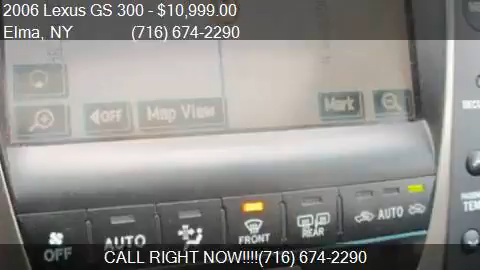 2006 Lexus GS 300 - $10,999.00
Elma, NY (716) 674-2290
OFF Map View Mark
FRONT REAR AUTO
OFF AUTO
CALL RIGHT NOW!!!!(716) 674-2290